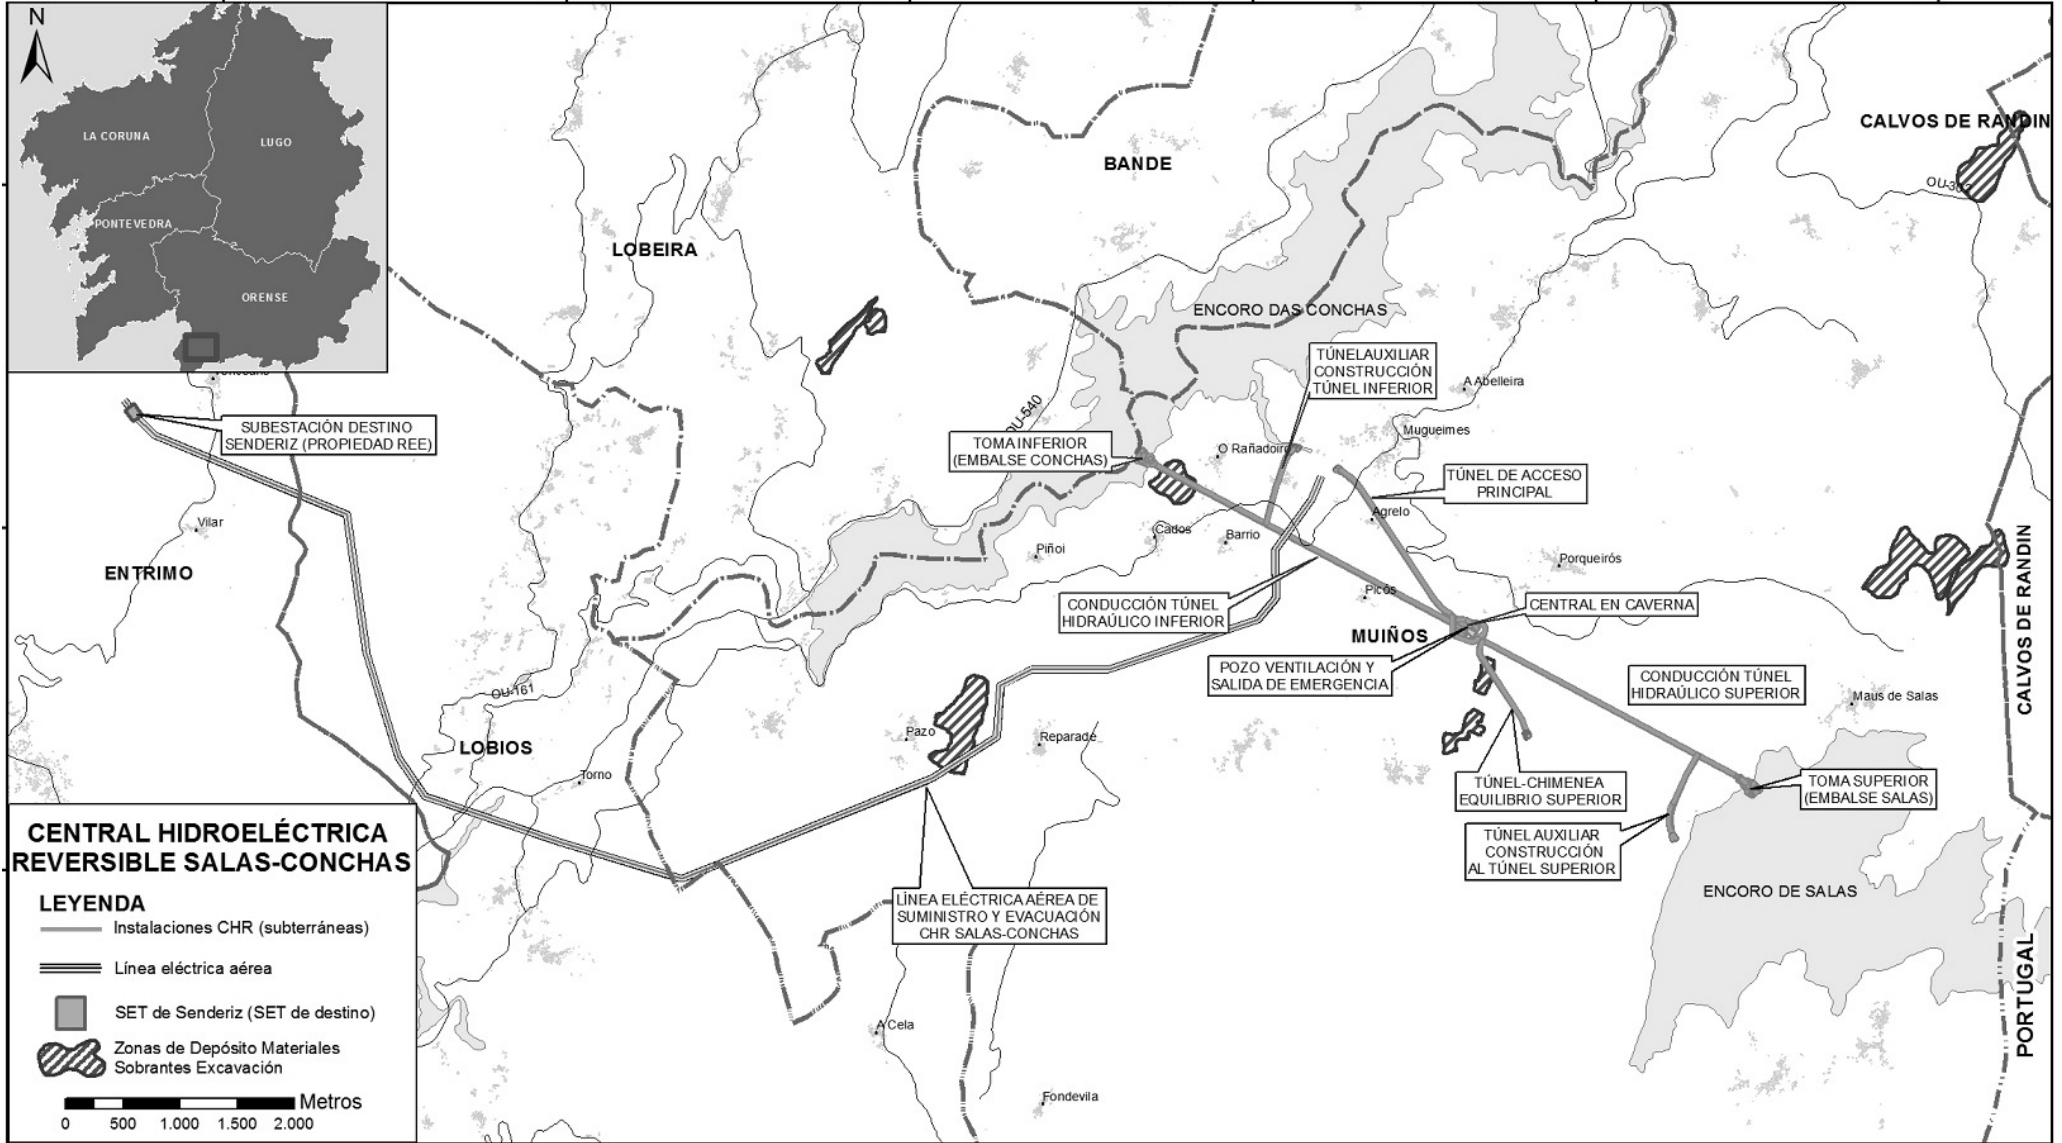 N
LA CORUNA
LUGO
PONTEVEDRA
ORENSE
CALVOS DE RANDIN
OU-302
BANDE
LOBEIRA
ENCORO DAS CONCHAS
TÚNEL AUXILIAR
CONSTRUCCIÓN
TÚNEL INFERIOR
A Abelleira
OU-540
SUBESTACIÓN DESTINO
SENDERIZ (PROPIEDAD REE)
TOMA INFERIOR
(EMBALSE CONCHAS)
O Rañadoiro
Mugueimes
TÚNEL DE ACCESO
PRINCIPAL
Agrelo
Vilar
Cados
Barrio
Piñoi
Porqueirós
ENTRIMO
Picós
CONDUCCIÓN TÚNEL
HIDRAÚLICO INFERIOR
CENTRAL EN CAVERNA
MUIÑOS
CALVOS DE RANDIN
POZO VENTILACIÓN Y
SALIDA DE EMERGENCIA
CONDUCCIÓN TÚNEL
HIDRAÚLICO SUPERIOR
OU-161
Maus de Salas
Pazo
Reparade
LOBIOS
Torno
TÚNEL-CHIMENEA
EQUILIBRIO SUPERIOR
TOMA SUPERIOR
(EMBALSE SALAS)
TÚNEL AUXILIAR
CONSTRUCCIÓN
AL TÚNEL SUPERIOR
ENCORO DE SALAS
LÍNEA ELÉCTRICA AÉREA DE
SUMINISTRO Y EVACUACIÓN
CHR SALAS-CONCHAS
PORTUGAL
A Cela
Fondevila
CENTRAL HIDROELÉCTRICA
REVERSIBLE SALAS-CONCHAS
LEYENDA
Instalaciones CHR (subterráneas)
Línea eléctrica aérea
SET de Senderiz (SET de destino)
Zonas de Depósito Materiales
Sobrantes Excavación
Metros
0 500 1.000 1.500 2.000